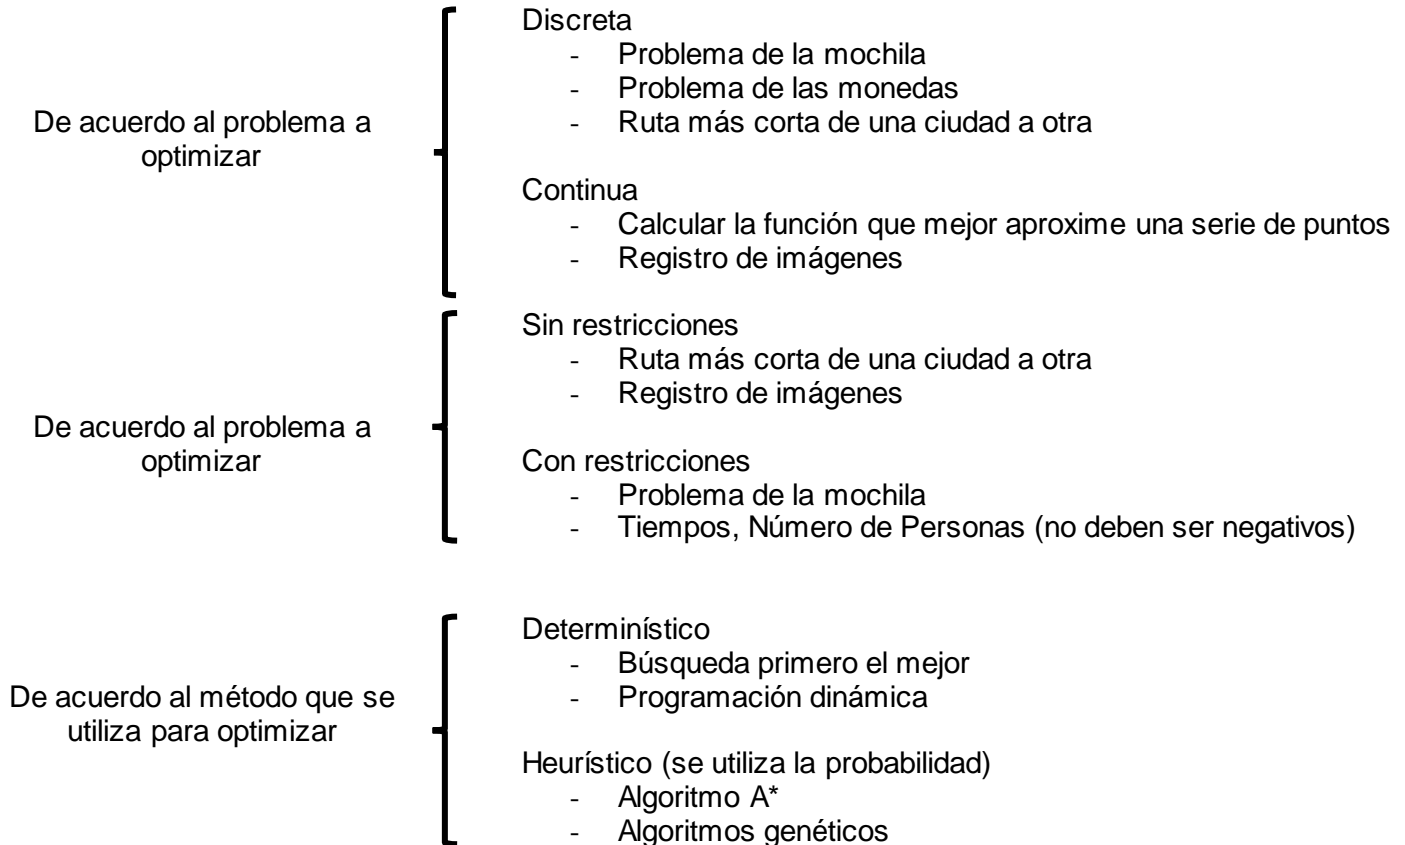 De acuerdo al problema a
optimizar
Discreta
- Problema de la mochila
- Problema de las monedas
- Ruta más corta de una ciudad a otra
Continua
- Calcular la función que mejor aproxime una serie de puntos
- Registro de imágenes
De acuerdo al problema a
optimizar
Sin restricciones
- Ruta más corta de una ciudad a otra
- Registro de imágenes
Con restricciones
- Problema de la mochila
- Tiempos, Número de Personas (no deben ser negativos)
De acuerdo al método que se
utiliza para optimizar
Determinístico
- Búsqueda primero el mejor
- Programación dinámica
Heurístico (se utiliza la probabilidad)
- Algoritmo A*
- Algoritmos genéticos